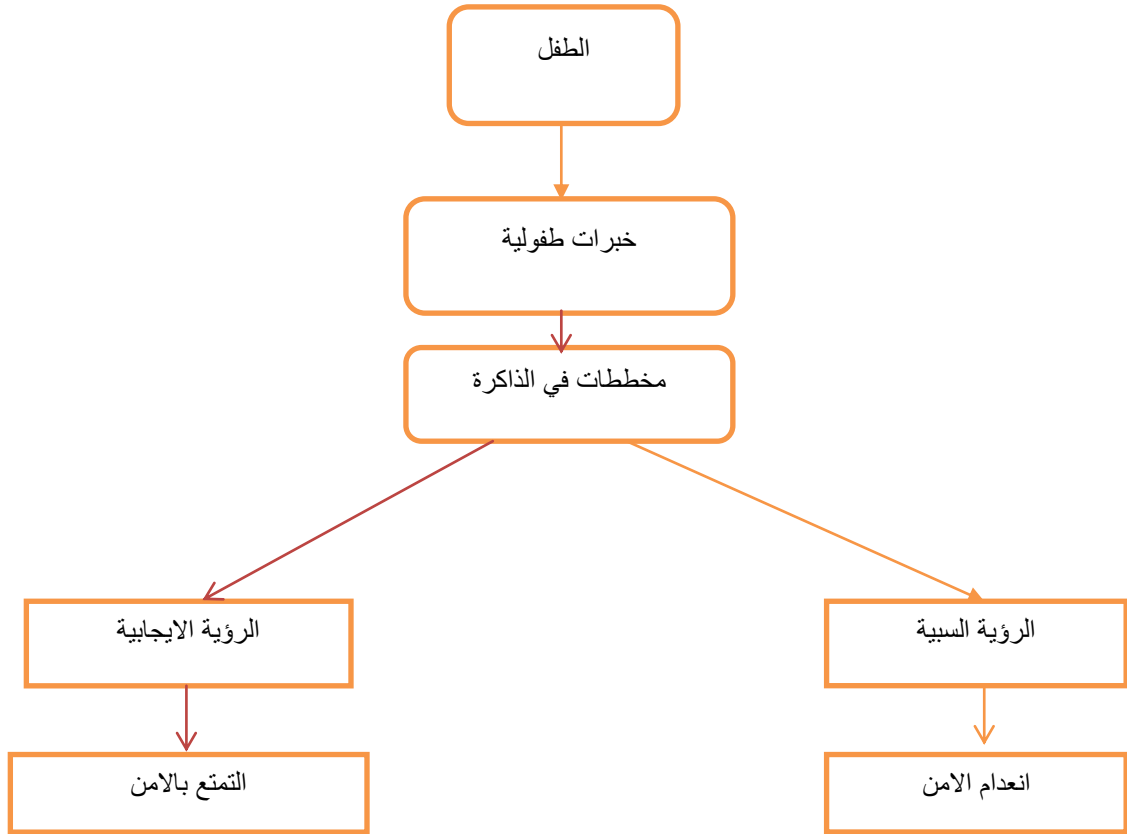 الطفل
خبرات طفولية
مخططات في الذاكرة
الرؤية السبية
الرؤية الايجابية
انعدام الامن
التمتع بالامن